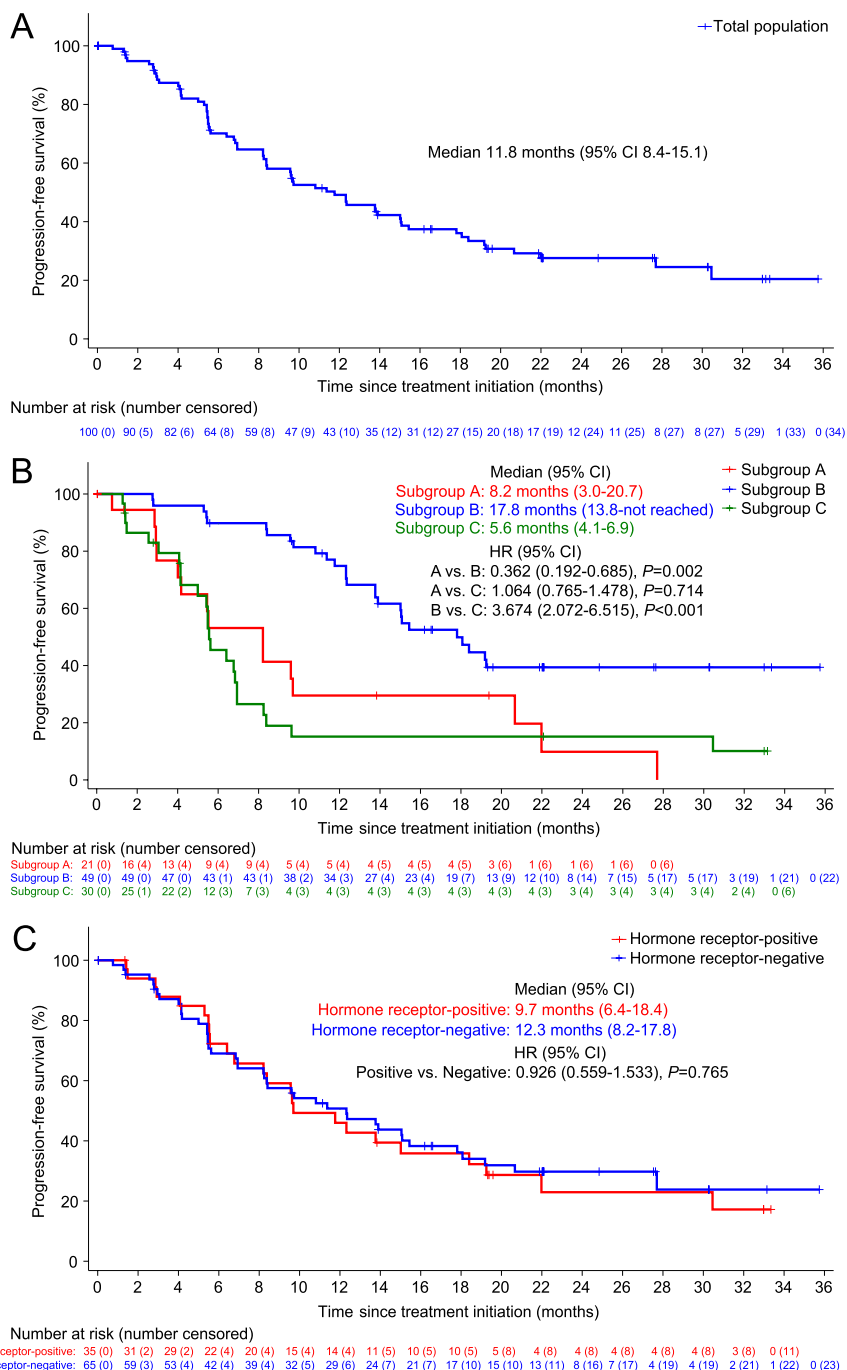 A
Total population
Progression-free survival (%)
100
80
60
40
20
0
Median 11.8 months (95% CI 8.4-15.1)
0 2 4 6 8 10 12 14 16 18 20 22 24 26 28 30 32 34 36
Time since treatment initiation (months)
Number at risk (number censored)
100 (0) 90 (5) 82 (6) 64 (8) 59 (8) 47 (9) 43 (10) 35 (12) 31 (12) 27 (15) 20 (18) 17 (19) 12 (24) 11 (25) 8 (27) 8 (27) 5 (29) 1 (33) 0 (34)
B
Median (95% CI)
Subgroup A: 8.2 months (3.0-20.7)
Subgroup B: 17.8 months (13.8-not reached)
Subgroup C: 5.6 months (4.1-6.9)
HR (95% CI)
A vs. B: 0.362 (0.192-0.685), P=0.002
A vs. C: 1.064 (0.765-1.478), P=0.714
B vs. C: 3.674 (2.072-6.515), P<0.001
Subgroup A
Subgroup B
Subgroup C
Progression-free survival (%)
100
80
60
40
20
0
0 2 4 6 8 10 12 14 16 18 20 22 24 26 28 30 32 34 36
Time since treatment initiation (months)
Number at risk (number censored)
Subgroup A: 21 (0) 16 (4) 13 (4) 9 (4) 9 (4) 5 (4) 5 (4) 4 (5) 4 (5) 4 (5) 3 (6) 1 (6) 1 (6) 1 (6) 0 (6)
Subgroup B: 49 (0) 49 (0) 47 (0) 43 (1) 43 (1) 38 (2) 34 (3) 27 (4) 23 (4) 19 (7) 13 (9) 12 (10) 8 (14) 7 (15) 5 (17) 5 (17) 3 (19) 1 (21) 0 (22)
Subgroup C: 30 (0) 25 (1) 22 (2) 12 (3) 7 (3) 4 (3) 4 (3) 4 (3) 4 (3) 4 (3) 4 (3) 4 (3) 3 (4) 3 (4) 3 (4) 3 (4) 2 (4) 0 (6)
C
Hormone receptor-positive
Hormone receptor-negative
Median (95% CI)
Hormone receptor-positive: 9.7 months (6.4-18.4)
Hormone receptor-negative: 12.3 months (8.2-17.8)
HR (95% CI)
Positive vs. Negative: 0.926 (0.559-1.533), P=0.765
Progression-free survival (%)
100
80
60
40
20
0
0 2 4 6 8 10 12 14 16 18 20 22 24 26 28 30 32 34 36
Time since treatment initiation (months)
Number at risk (number censored)
ceptor-positive: 35 (0) 31 (2) 29 (2) 22 (4) 20 (4) 15 (4) 14 (4) 11 (5) 10 (5) 10 (5) 5 (8) 4 (8) 4 (8) 4 (8) 4 (8) 4 (8) 3 (8) 0 (11)
eptor-negative: 65 (0) 59 (3) 53 (4) 42 (4) 39 (4) 32 (5) 29 (6) 24 (7) 21 (7) 17 (10) 15 (10) 13 (11) 8 (16) 7 (17) 4 (19) 4 (19) 2 (21) 1 (22) 0 (23)